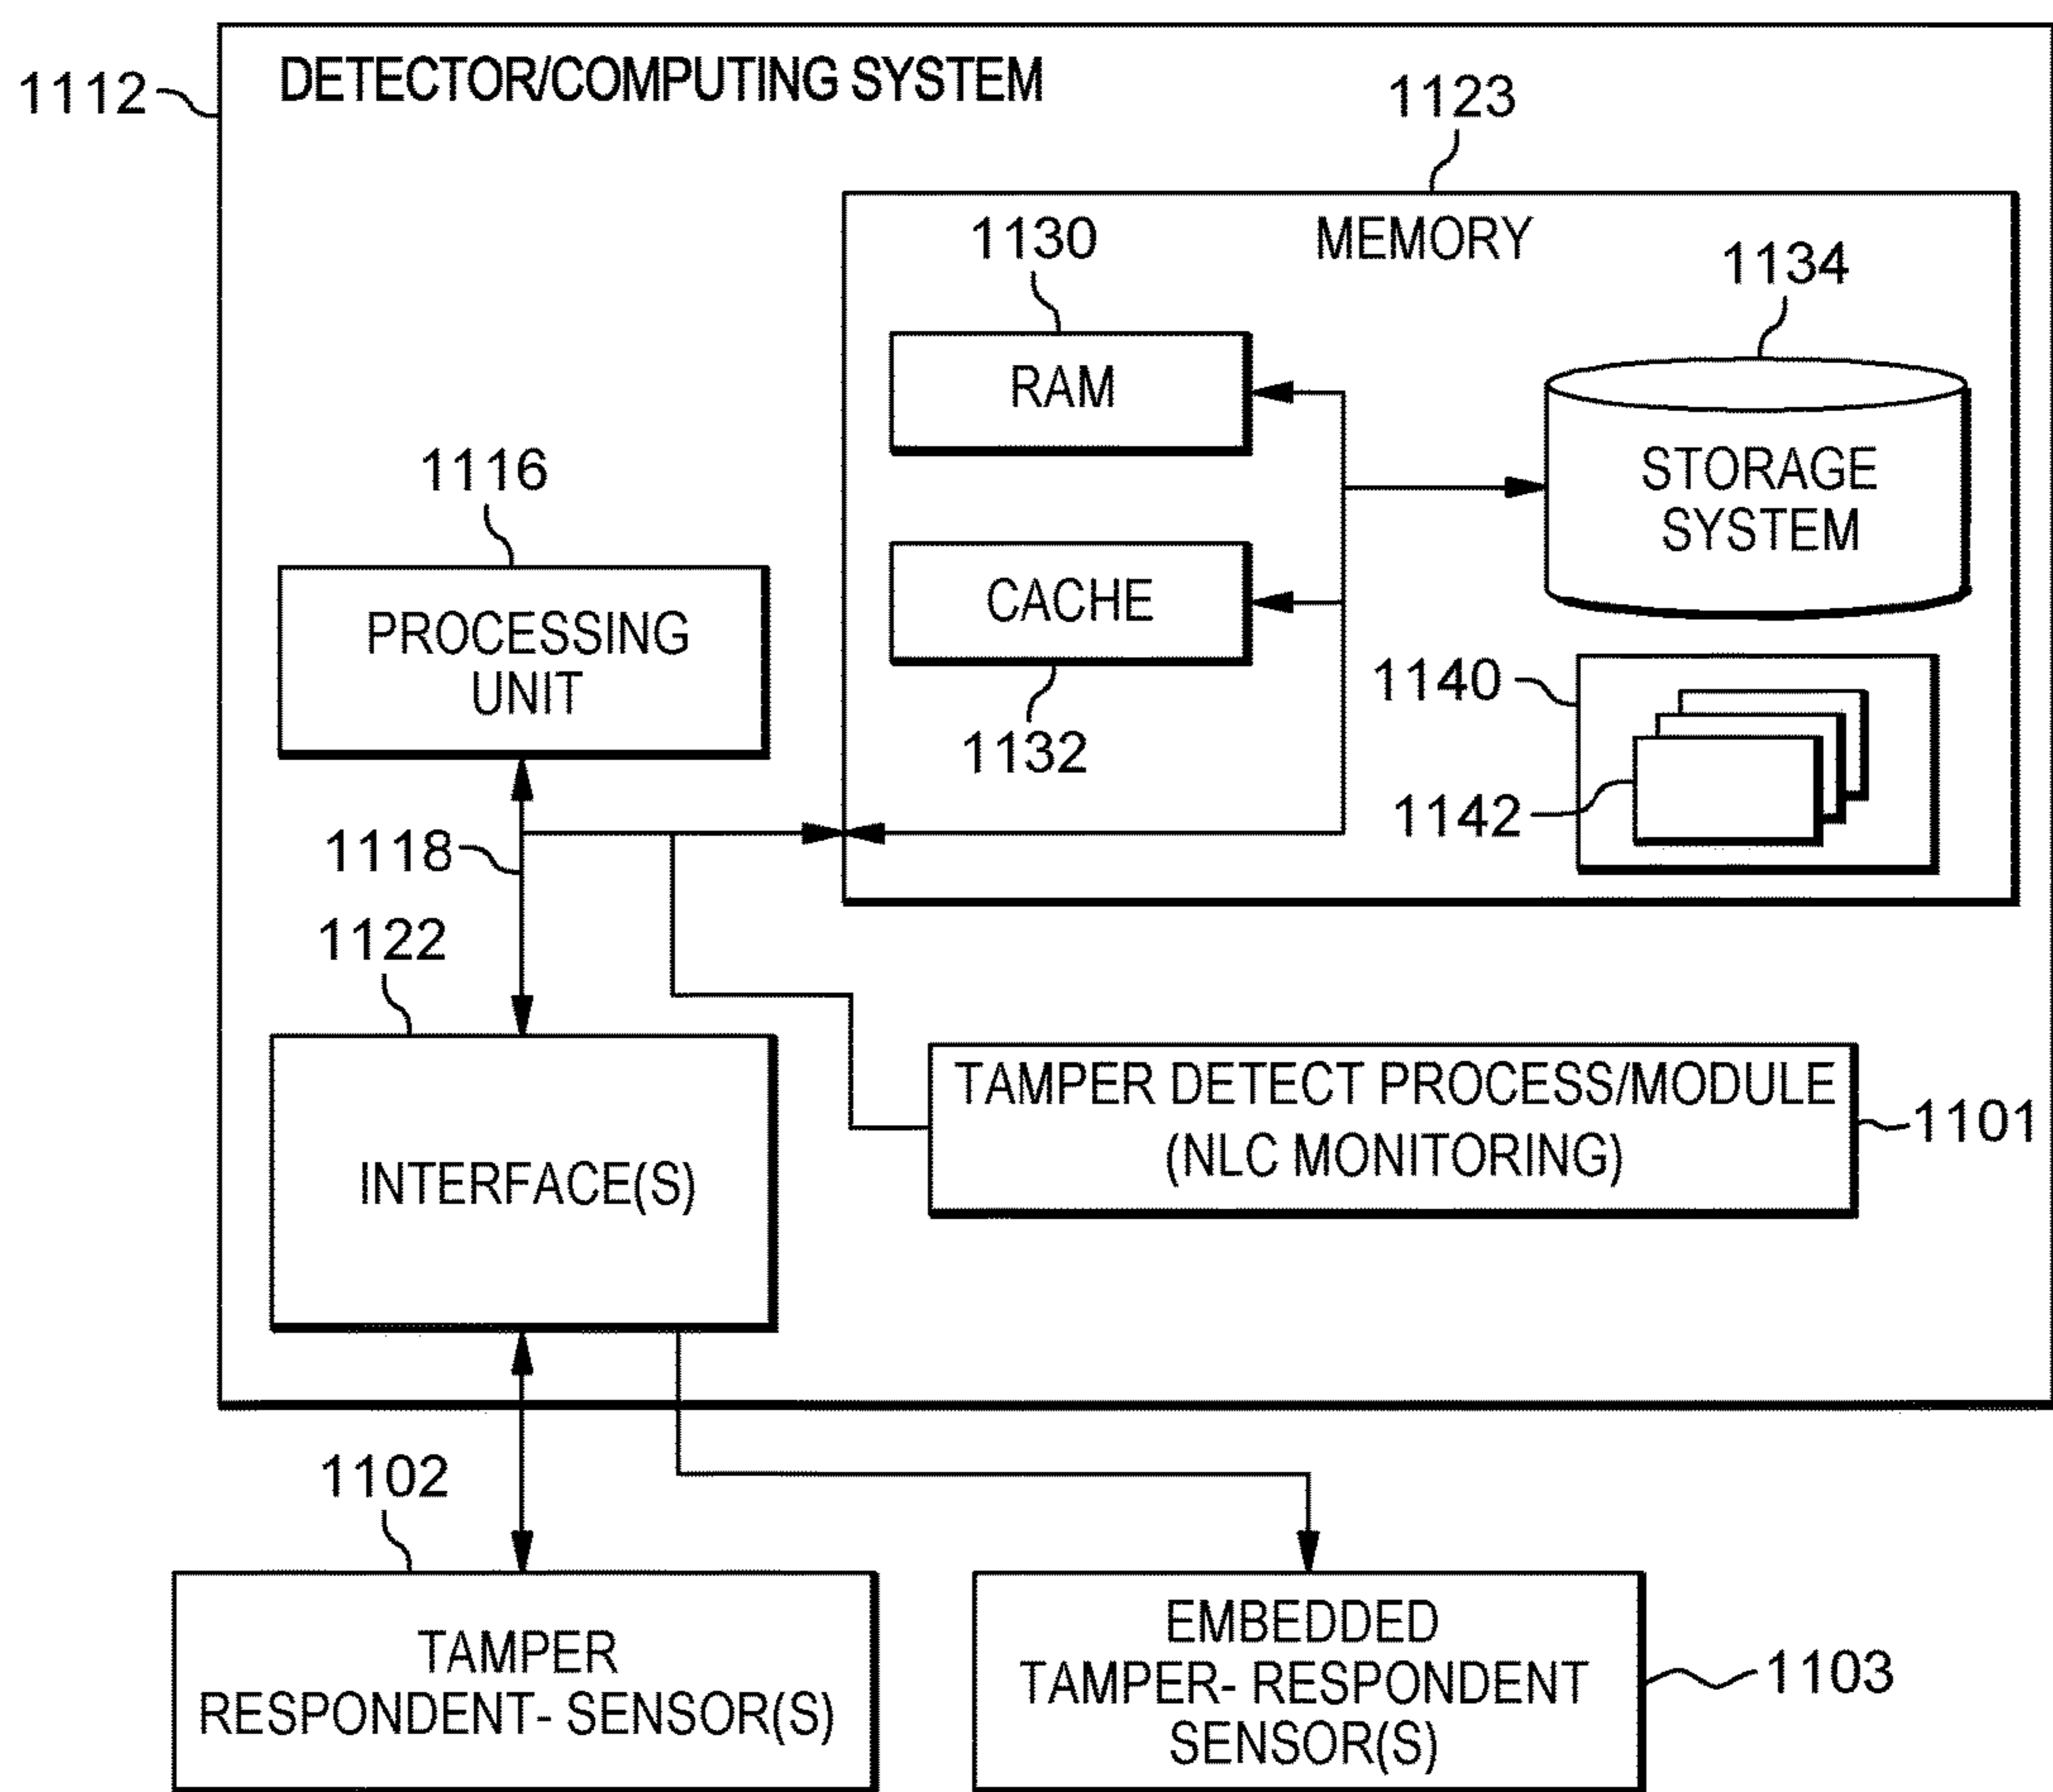 1112
DETECTOR/COMPUTING SYSTEM
1123
MEMORY
1130
RAM
1134
STORAGE
SYSTEM
1116
PROCESSING
UNIT
CACHE
1132
1140
1142
1118
1122
INTERFACE(S)
TAMPER DETECT PROCESS/MODULE
(NLC MONITORING)
1101
1102
TAMPER
RESPONDENT- SENSOR(S)
EMBEDDED
TAMPER- RESPONDENT
SENSOR(S)
1103